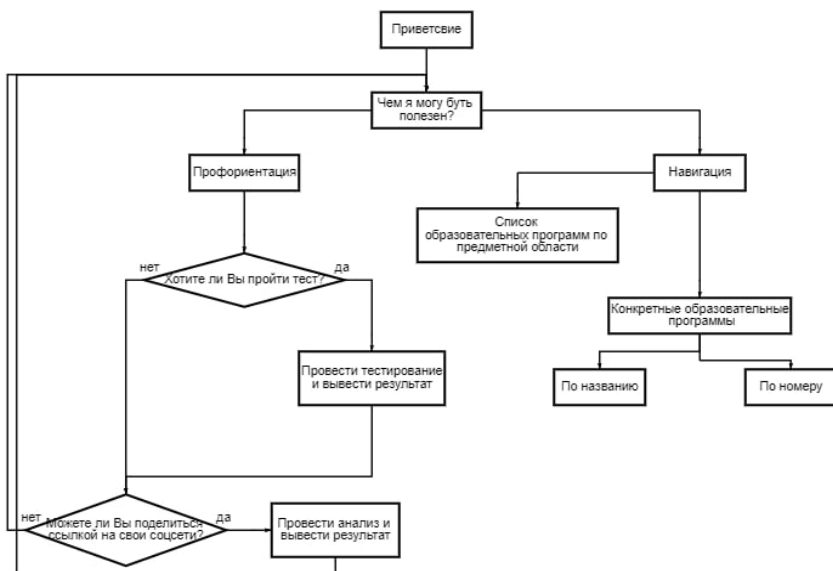 Приветсвие
Чем я могу буть
полезен?
Профориентация
Навигация
Список
образовательных программ по
предметной области
нет
да
Хотите ли Вы пройти тест?
Конкретные образовательные
программы
Провести тестирование
и вывести результат
По названию
По номеру
нет
Можете ли Вы поделиться
ссылкой на свои соцсети?
да
Провести анализ и
вывести результат